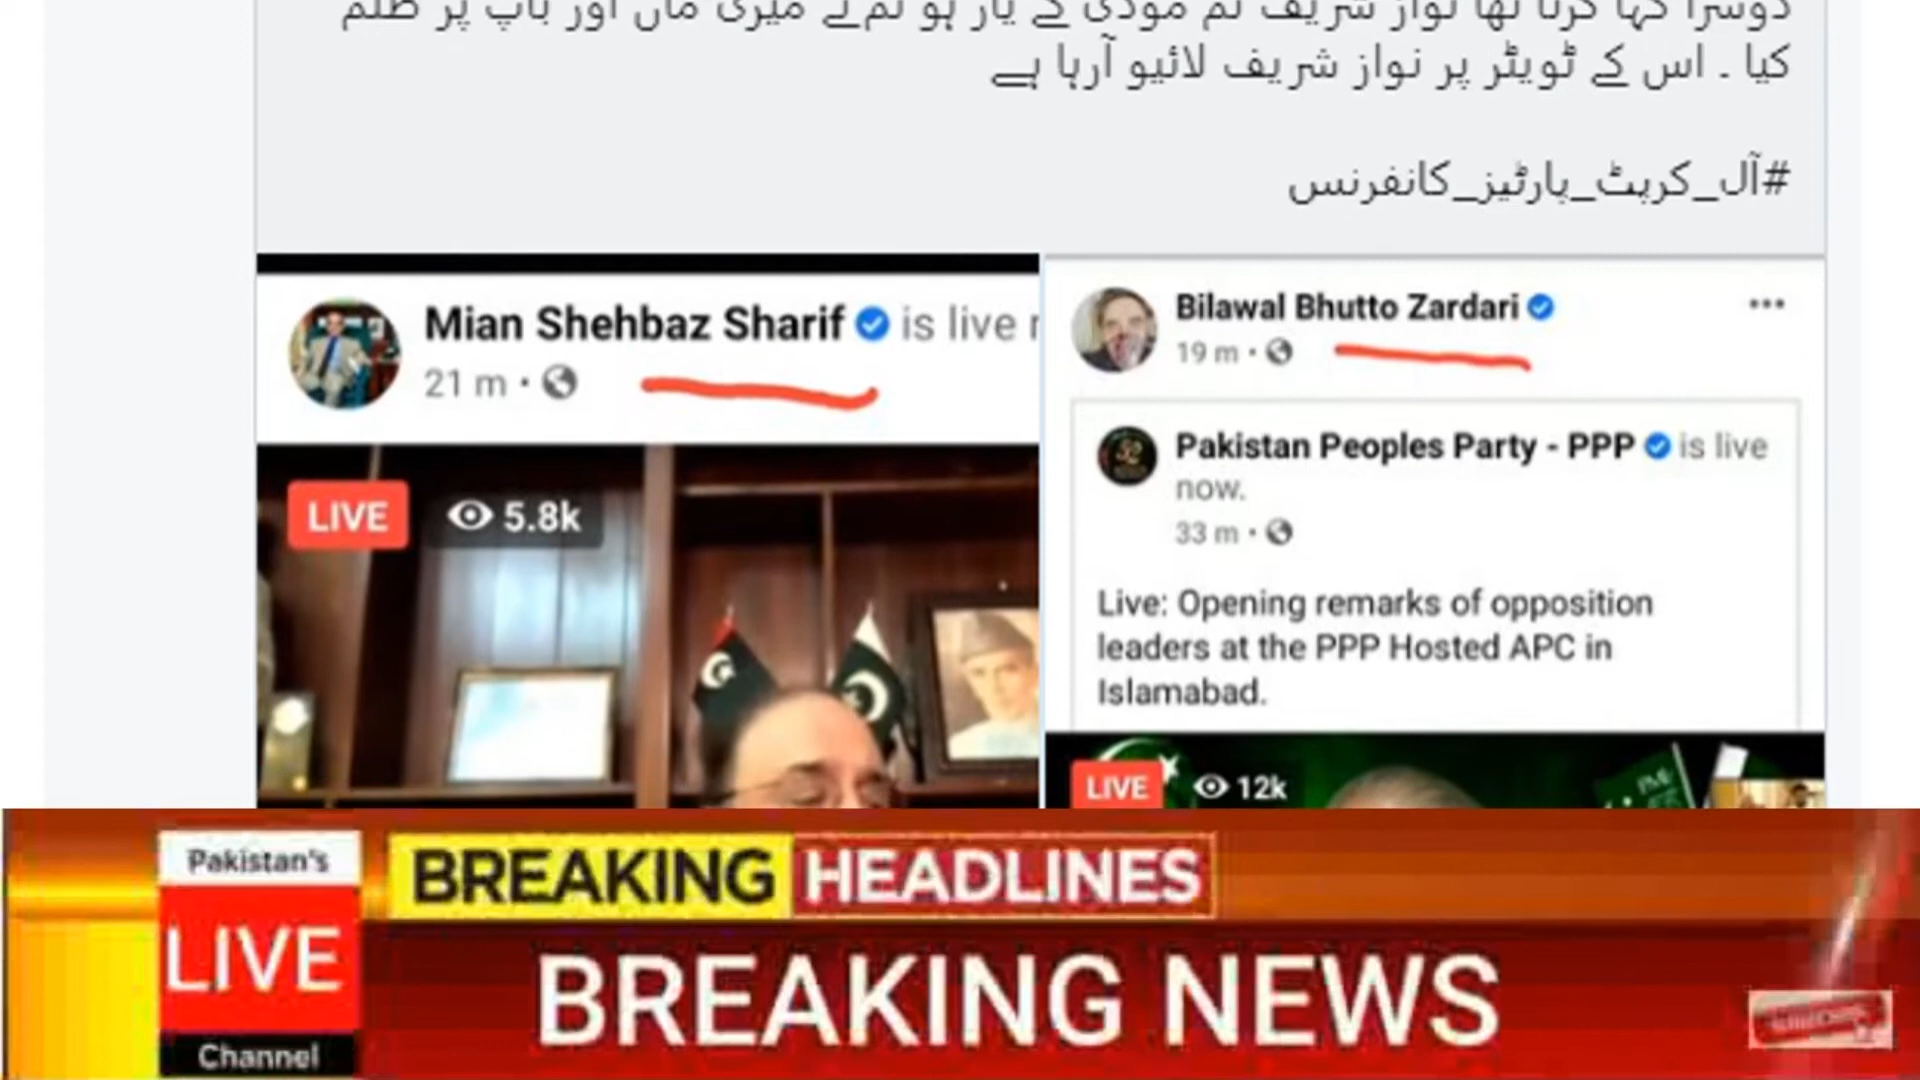 دوسرا کہا کرتا تھا نواز شریف تم مودی کے یار ہو تم نے میری ماں اور باپ پر ظلم
کیا ۔ اس کے ٹویٹر پر نواز شریف لائیو آرہا ہے
#آل_کرپٹ_پارٹیز_کانفرنس
Mian Shehbaz Sharif is live
21 m
LIVE 5.8k
Bilawal Bhutto Zardari
19 m
Pakistan Peoples Party - PPP is live
now.
33 m
Live: Opening remarks of opposition
leaders at the PPP Hosted APC in
Islamabad.
LIVE 12k
Pakistan's
LIVE
Channel
BREAKING HEADLINES
BREAKING NEWS